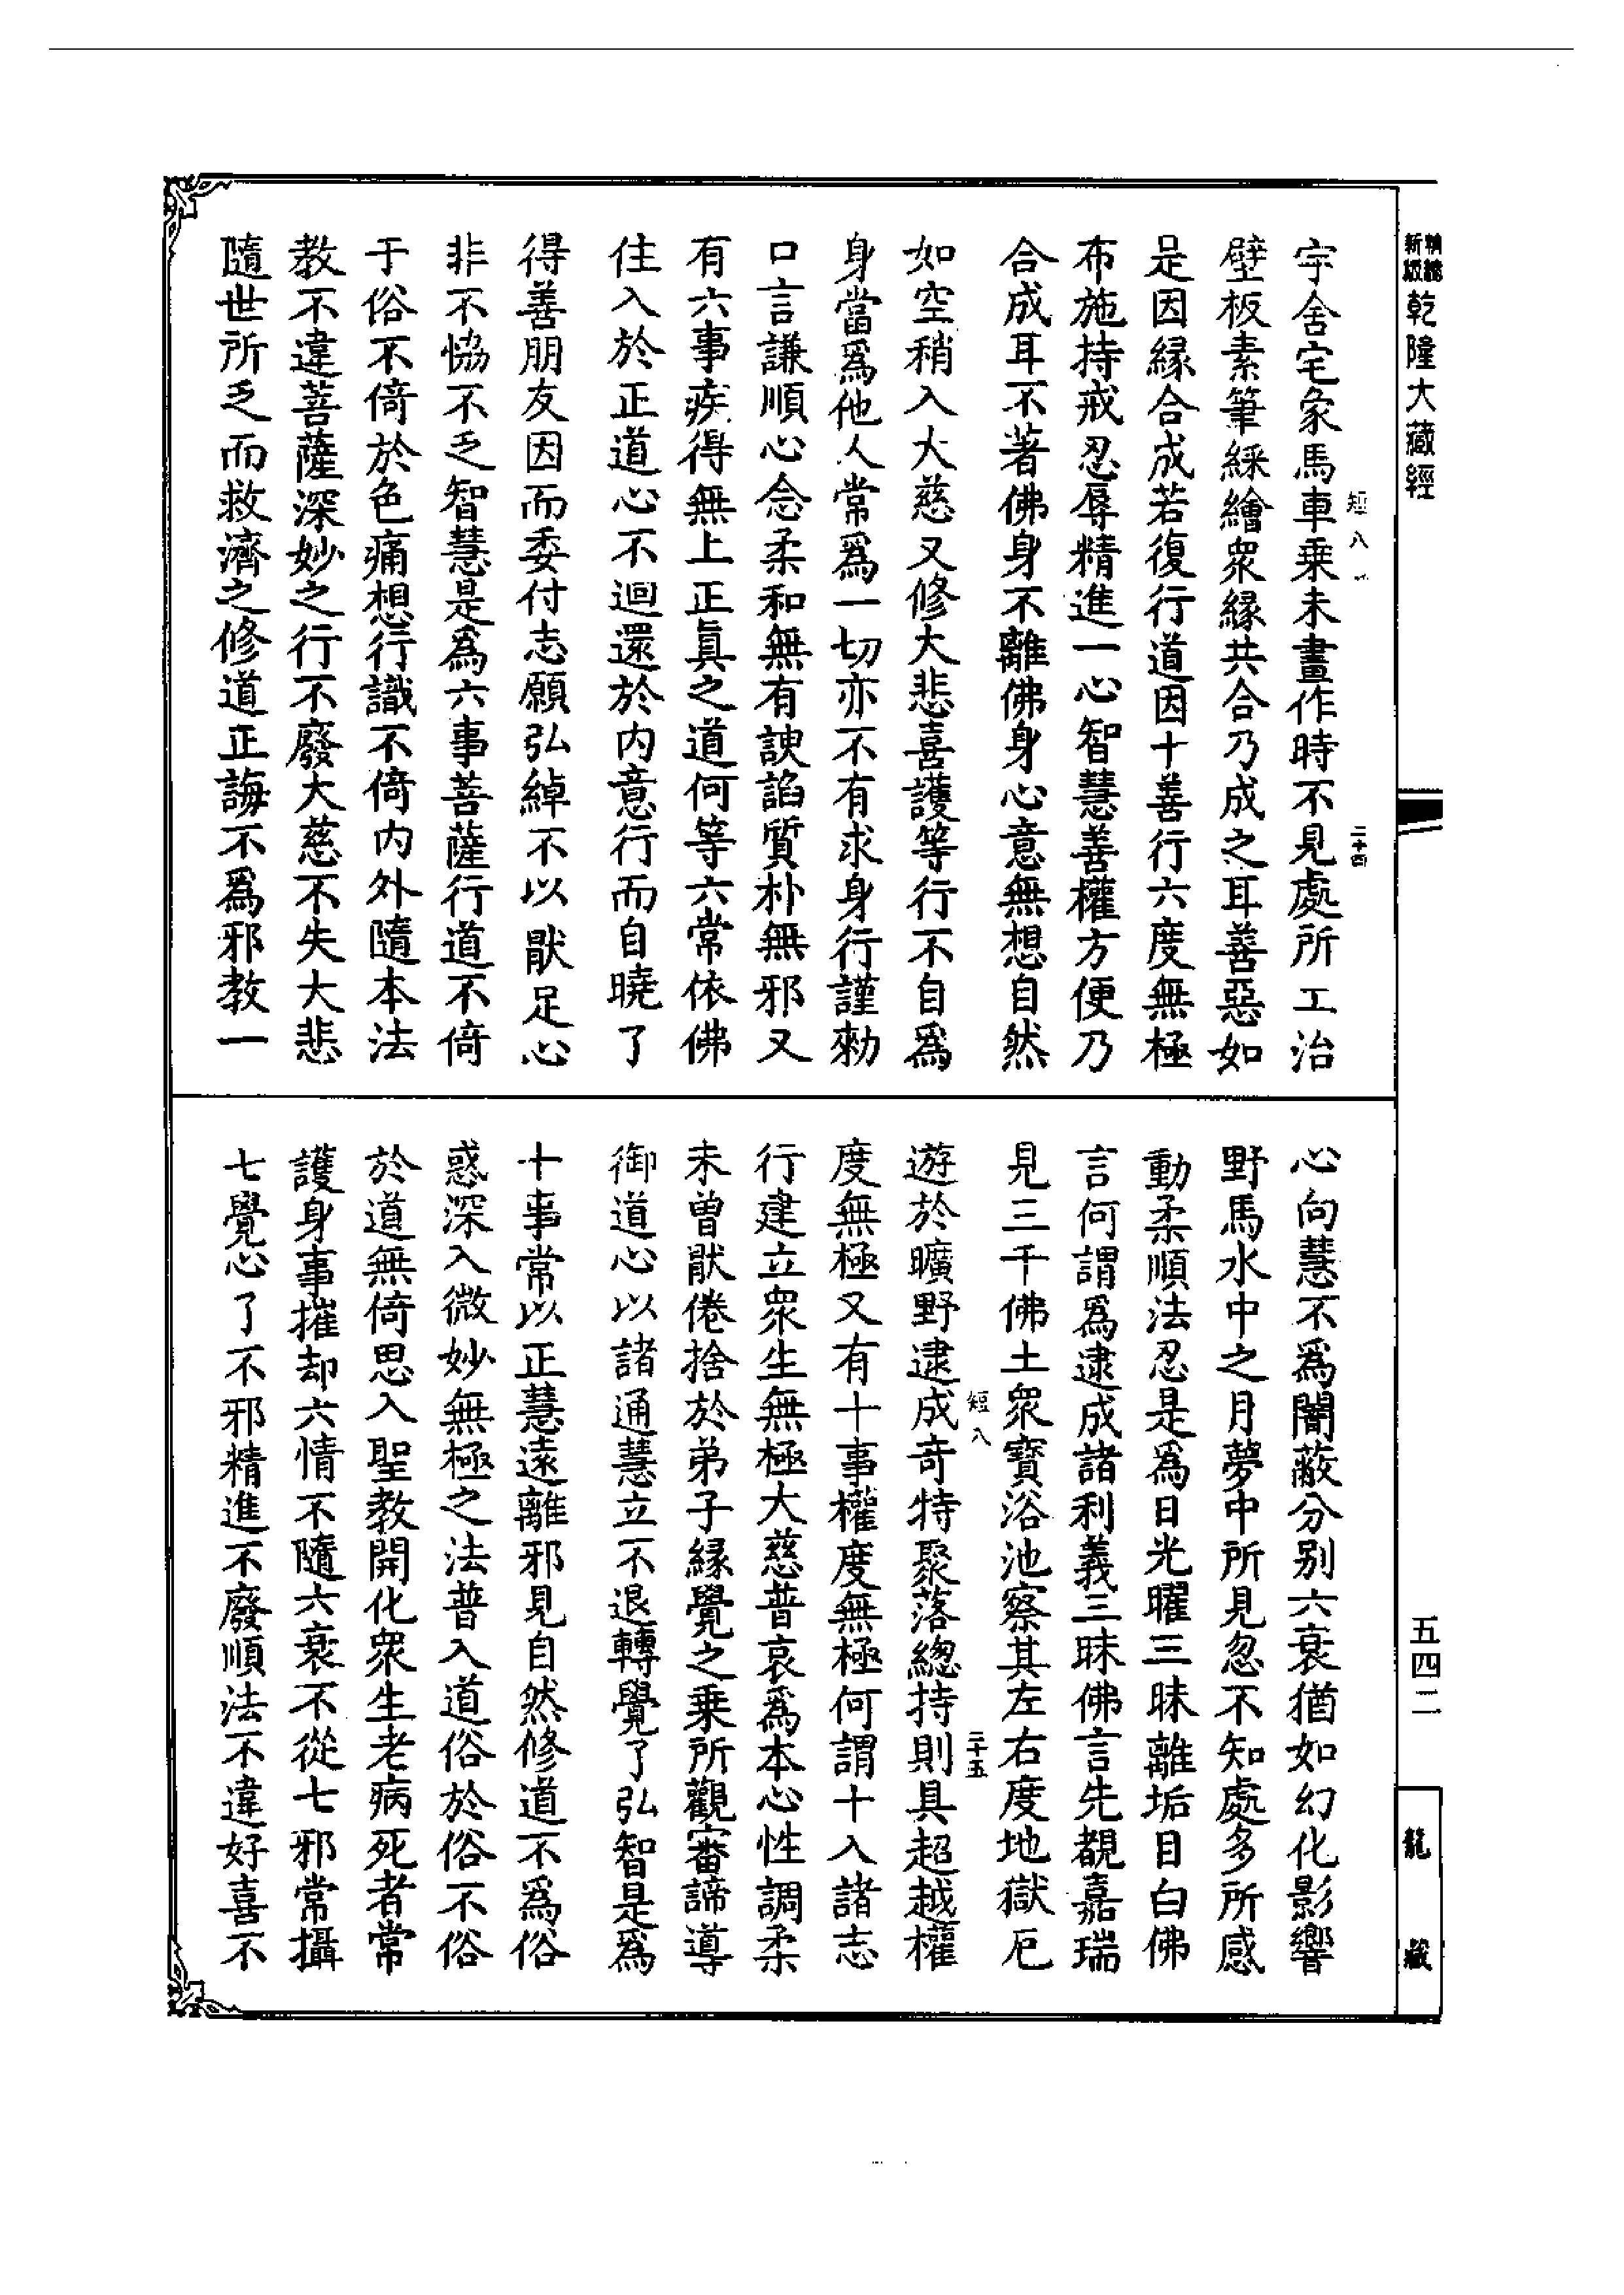 乾隆大藏經
短八
二十四
宇舍宅象馬車乗未畫作時不見處所工治
壁板素筆綵繪衆緣共合乃成之耳善惡如
是因緣合成若復行道因十善行六度無極
布施持戒忍辱精進一心智慧善權方便乃
合成耳不著佛身不離佛身心意無想自然
如空稍入大慈又修大悲喜護等行不自爲
身當爲他人常爲一切亦不有求身行謹勑
口言謙順心念柔和無有諛諂質朴無邪又
有六事疾得無上正眞之道何等六常依佛
住入於正道心不迴還於内意行而自曉了
得善朋友因而委付志願弘綽不以猒足心
非不恊不乏智慧是爲六事菩薩行道不倚
于俗不倚於色痛想行識不倚内外隨本法
教不違菩薩深妙之行不廢大慈不失大悲
隨世所乏而救濟之修道正誨不爲邪教一
心向慧不爲闇蔽分别六衰猶如幻化影響
野馬水中之月夢中所見忽不知處多所感
動柔順法忍是爲日光曜三昧離垢目白佛
言何謂爲逮成諸利義三昧佛言先覩嘉瑞
見三千佛土衆寳浴池察其左右度地獄厄
短八
二十五
遊於曠野逮成奇特聚落總持則具超越權
度無極又有十事權度無極何謂十入諸志
行建立衆生無極大慈普哀爲本心性調柔
未曾猒倦捨於弟子緣覺之乗所觀審諦導
御道心以諸通慧立不退轉覺了弘智是爲
十事常以正慧遠離邪見自然修道不爲俗
惑深入微妙無極之法普入道俗於俗不俗
於道無倚思入聖教開化衆生老病死者常
護身事摧却六情不隨六衰不從七邪常攝
七覺心了不邪精進不廢順法不違好喜不
五四二
龍藏